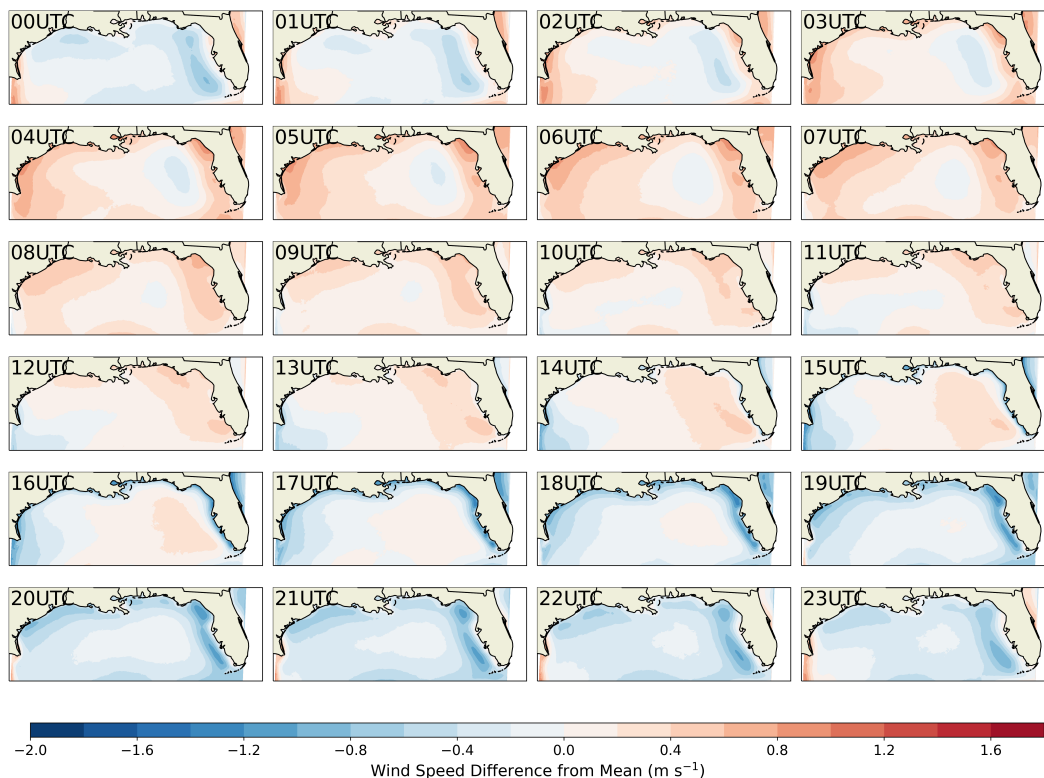 00UTC 01UTC 02UTC 03UTC
04UTC 05UTC 06UTC 07UTC
08UTC 09UTC 10UTC 11UTC
12UTC 13UTC 14UTC 15UTC
16UTC 17UTC 18UTC 19UTC
20UTC 21UTC 22UTC 23UTC
−2.0 −1.6 −1.2 −0.8 −0.4 0.0 0.4 0.8 1.2 1.6
Wind Speed Difference from Mean (m s⁻¹)